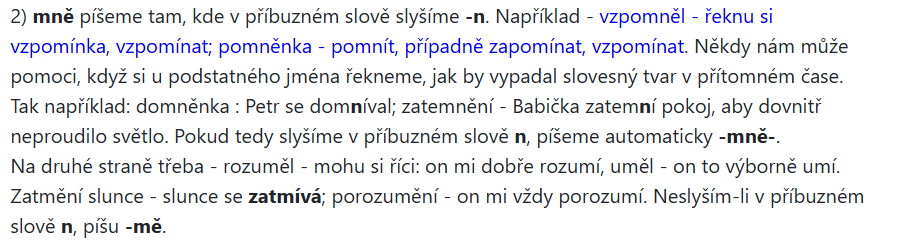 2) mně píšeme tam, kde v příbuzném slově slyšíme -n. Například - vzpomněl - řeknu si
vzpomínka, vzpomínat; pomněnka - pomnít, případně zapomínat, vzpomínat. Někdy nám může
pomoci, když si u podstatného jména řekneme, jak by vypadal slovesný tvar v přítomném čase.
Tak například: domněnka : Petr se domníval; zatemnění - Babička zatemní pokoj, aby dovnitř
neproudilo světlo. Pokud tedy slyšíme v příbuzném slově n, píšeme automaticky -mně-.
Na druhé straně třeba - rozuměl - mohu si říci: on mi dobře rozumí, uměl - on to výborně umí.
Zatmění slunce - slunce se zatmívá; porozumění - on mi vždy porozumí. Neslyším-li v příbuzném
slově n, píšu -mě.